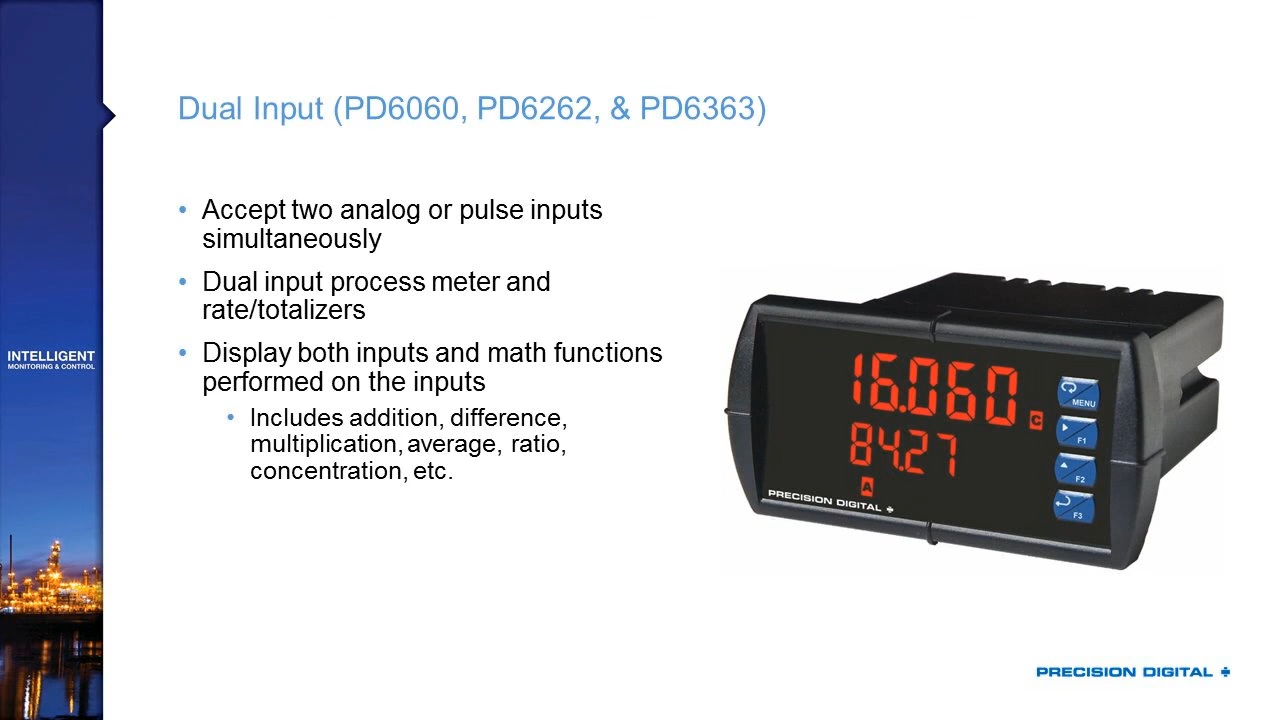 Dual Input (PD6060, PD6262, & PD6363)
• Accept two analog or pulse inputs
simultaneously
• Dual input process meter and
rate/totalizers
• Display both inputs and math functions
performed on the inputs
• Includes addition, difference,
multiplication, average, ratio,
concentration, etc.
INTELLIGENT
MONITORING & CONTROL
16.060
C
84.27
A
MENU
F1
F2
F3
PRECISION DIGITAL
PRECISION DIGITAL